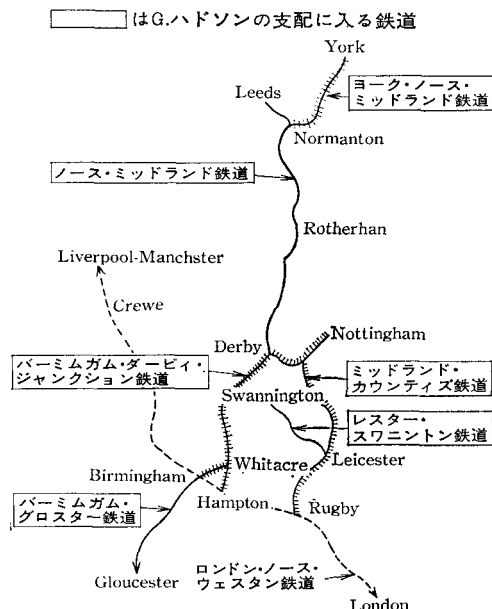 はG.ハドソンの支配に入る鉄道
York
Leeds
ヨーク・ノース・
ミッドランド鉄道
Normanton
ノース・ミッドランド鉄道
Rotherhan
Liverpool-Manchster
Crewe
Nottingham
Derby
バーミムガム・ダービィ・
ジャンクション鉄道
ミッドランド・
カウンティズ鉄道
Swannington
レスター・
スワニントン鉄道
Whitacre
Leicester
Birmingham
Hampton
Rugby
バーミムガム・
グロスター鉄道
Gloucester
ロンドン・ノース・
ウェスタン鉄道
London